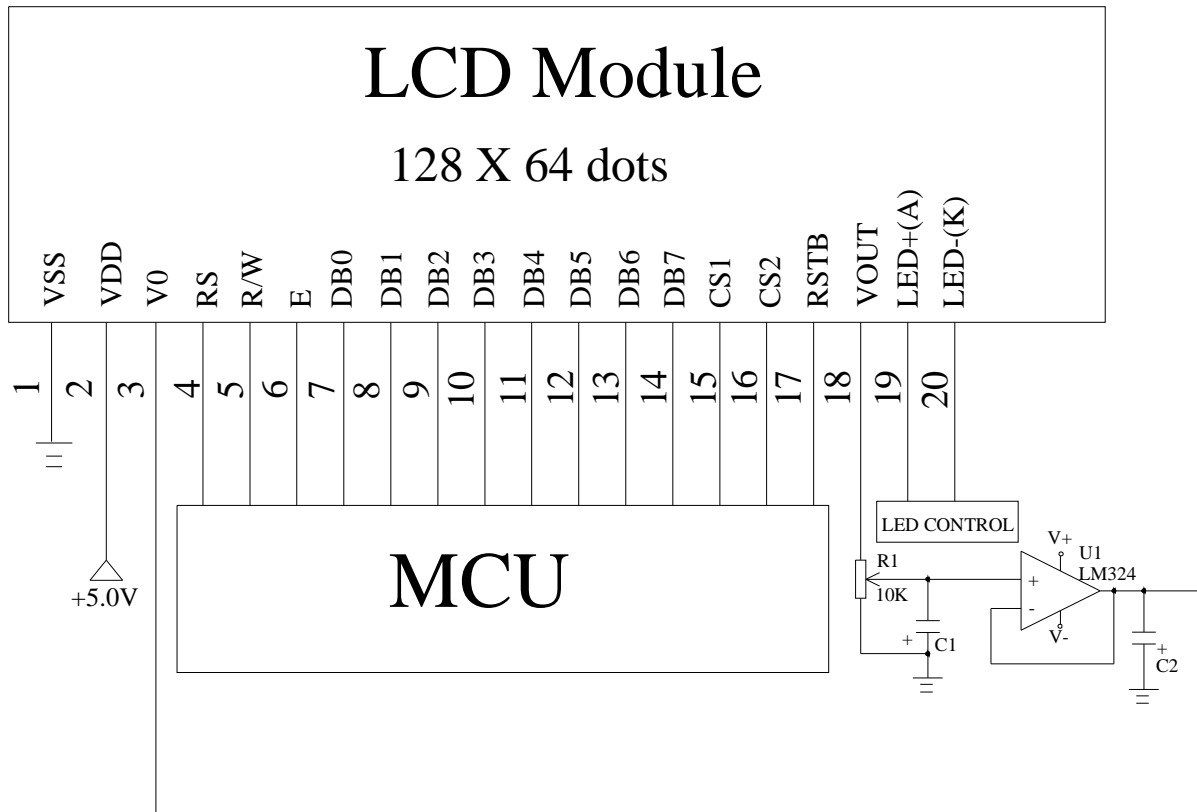 LCD Module
128 X 64 dots
VSS VDD V0 RS R/W E DB0 DB1 DB2 DB3 DB4 DB5 DB6 DB7 CS1 CS2 RSTB VOUT LED+(A) LED-(K)
1 2 3 4 5 6 7 8 9 10 11 12 13 14 15 16 17 18 19 20
LED CONTROL
MCU
+5.0V
R1
10K
+ C1
V+
U1
LM324
+
-
V-
+
C2